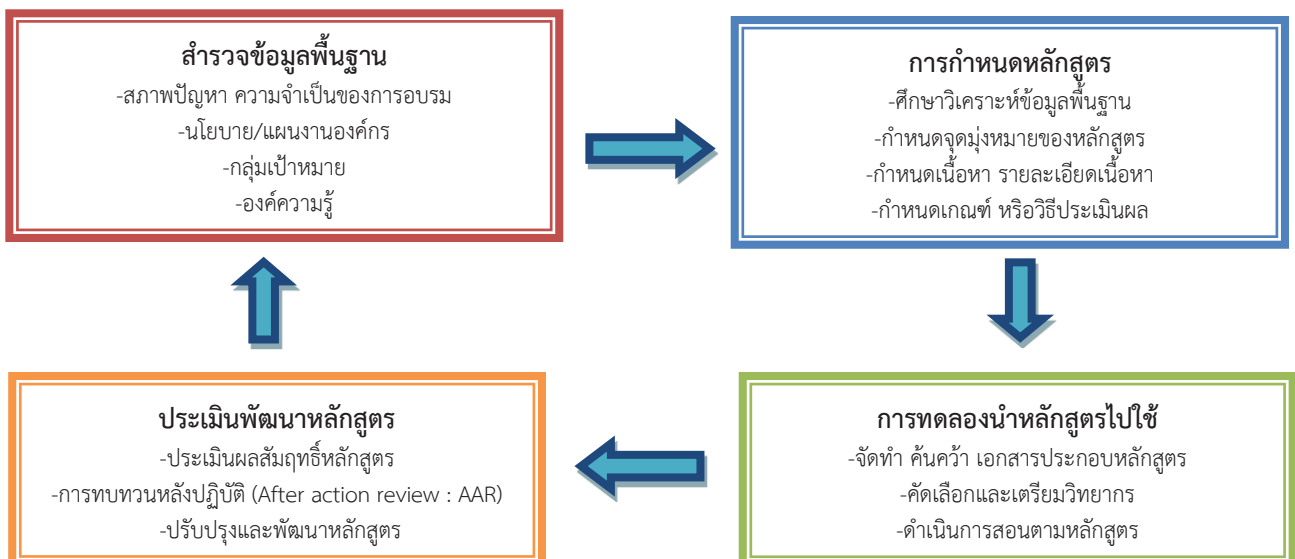 สำรวจข้อมูลพื้นฐาน
-สภาพปัญหา ความจำเป็นของการอบรม
-นโยบาย/แผนงานองค์กร
-กลุ่มเป้าหมาย
-องค์ความรู้
การกำหนดหลักสูตร
-ศึกษาวิเคราะห์ข้อมูลพื้นฐาน
-กำหนดจุดมุ่งหมายของหลักสูตร
-กำหนดเนื้อหา รายละเอียดเนื้อหา
-กำหนดเกณฑ์ หริอวิธีประเมินผล
การทดลองนำหลักสูตรไปใช้
-จัดทำ ค้นคว้า เอกสารประกอบหลักสูตร
-คัดเลือกและเตรียมวิทยากร
-ดำเนินการสอนตามหลักสูตร
ประเมินพัฒนาหลักสูตร
-ประเมินผลสัมฤทธิ์หลักสูตร
-การทบทวนหลังปฏิบัติ (After action review : AAR)
-ปรับปรุงและพัฒนาหลักสูตร